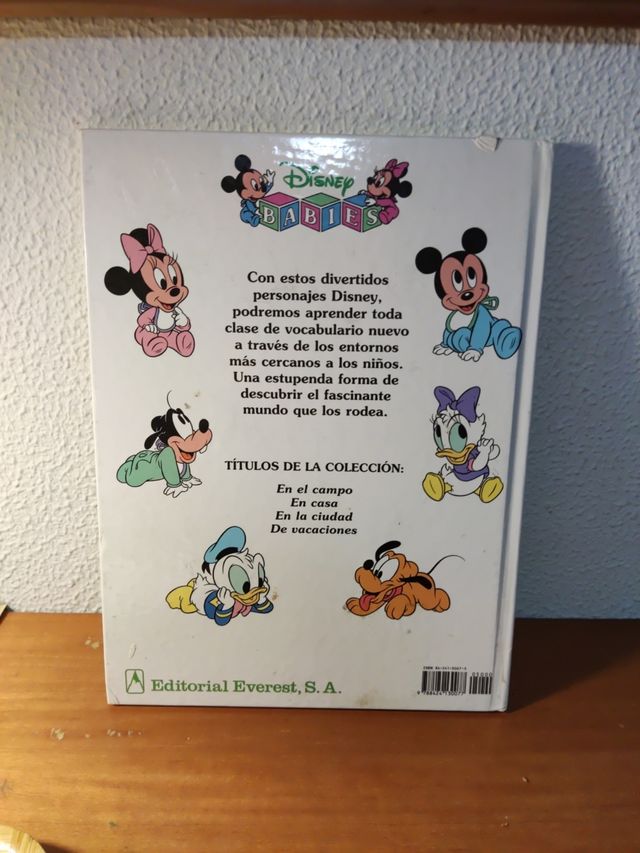 Disney
BABIES
Con estos divertidos
personajes Disney,
podremos aprender toda
clase de vocabulario nuevo
a través de los entornos
más cercanos a los niños.
Una estupenda forma de
descubrir el fascinante
mundo que los rodea.
TÍTULOS DE LA COLECCIÓN:
En el campo
En casa
En la ciudad
De vacaciones
Editorial Everest, S. A.
05000